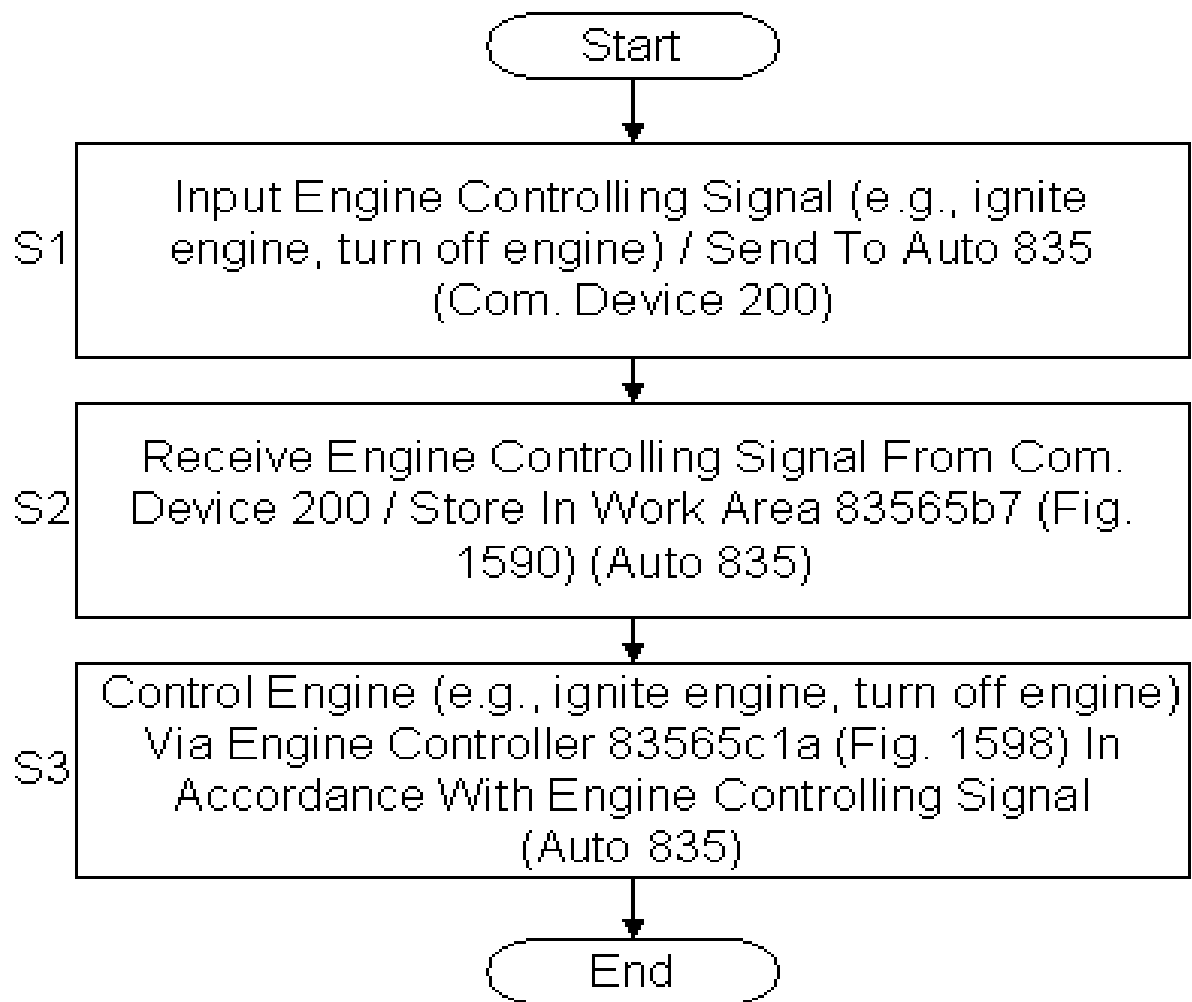 Start
S1
Input Engine Controlling Signal (e.g., ignite
engine, turn off engine) / Send To Auto 835
(Com. Device 200)
S2
Receive Engine Controlling Signal From Com.
Device 200 / Store In Work Area 83565b7 (Fig.
1590) (Auto 835)
S3
Control Engine (e.g., ignite engine, turn off engine)
Via Engine Controller 83565c1a (Fig. 1598) In
Accordance With Engine Controlling Signal
(Auto 835)
End